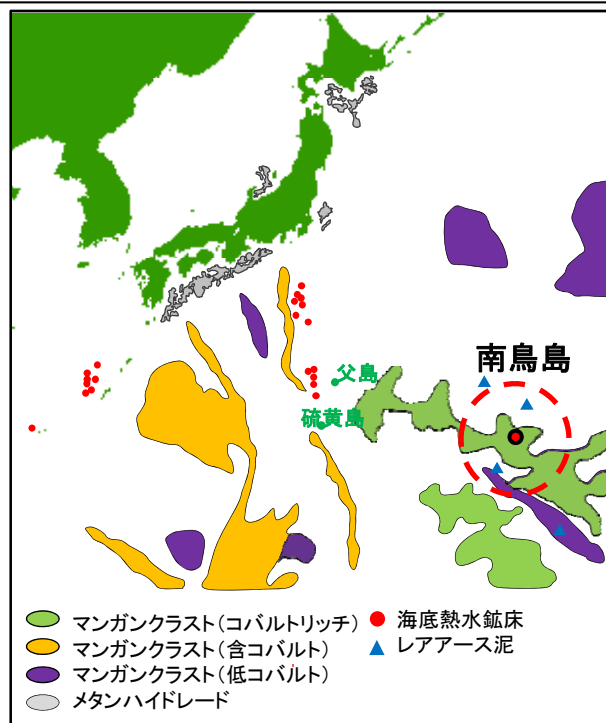 南鳥島
父島
硫黄島
マンガンクラスト(コバルトリッチ)
マンガンクラスト(含コバルト)
マンガンクラスト(低コバルト)
メタンハイドレード
海底熱水鉱床
レアアース泥